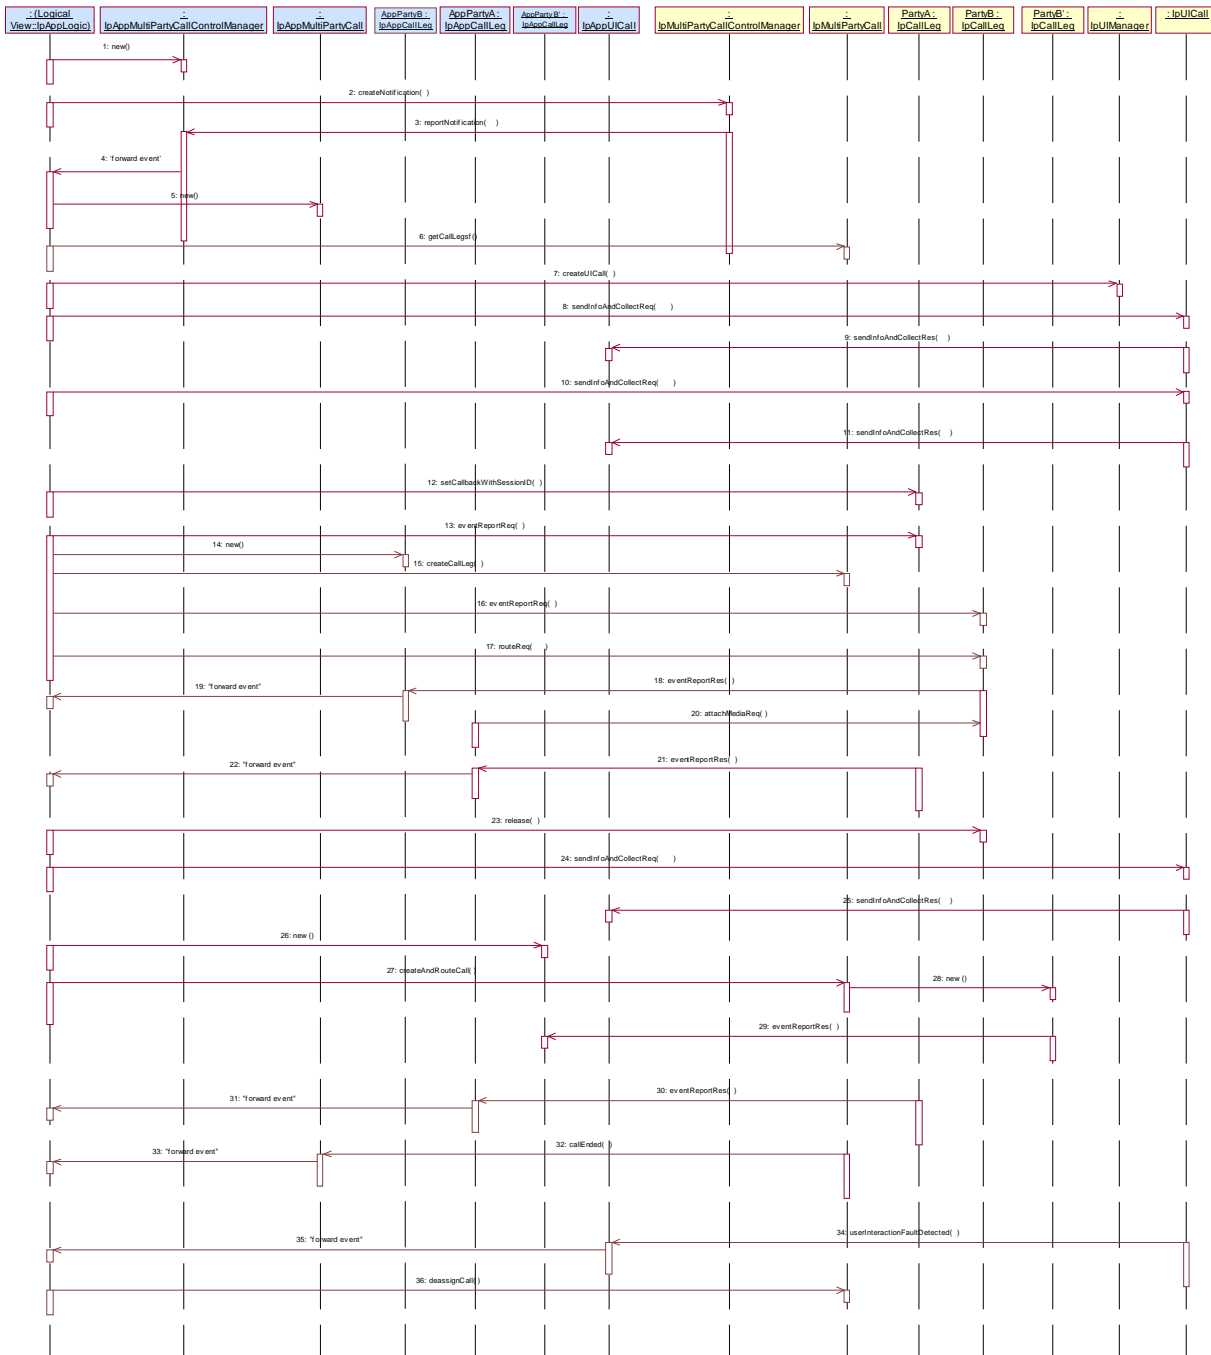 : (Logical
View::IpAppLogic)
:
IpAppMultiPartyCallControlManager
:
IpAppMultiPartyCall
AppPartyB :
IpAppCallLeg
AppPartyA :
IpAppCallLeg
AppPartyB' :
IpAppCallLeg
:
IpAppUICall
:
IpMultiPartyCallControlManager
:
IpMultiPartyCall
PartyA :
IpCallLeg
PartyB :
IpCallLeg
PartyB' :
IpCallLeg
:
IpUIManager
: IpUICall
1: new()
2: createNotification( )
3: reportNotification( )
4: 'forward event'
5: new()
6: getCallLegsf()
7: createUICall( )
8: sendInfoAndCollectReq( )
9: sendInfoAndCollectRes( )
10: sendInfoAndCollectReq( )
11: sendInfoAndCollectRes( )
12: setCallbackWithSessionID( )
13: eventReportReq( )
14: new()
15: createCallLeg( )
16: eventReportReq( )
17: routeReq( )
18: eventReportRes( )
19: "forward event"
20: attachMediaReq( )
21: eventReportRes( )
22: "forward event"
23: release( )
24: sendInfoAndCollectReq( )
25: sendInfoAndCollectRes( )
26: new ()
27: createAndRouteCall( )
28: new ()
29: eventReportRes( )
30: eventReportRes( )
31: "forward event"
32: callEnded( )
33: "forward event"
34: userInteractionFaultDetected( )
35: "forward event"
36: deassignCall( )